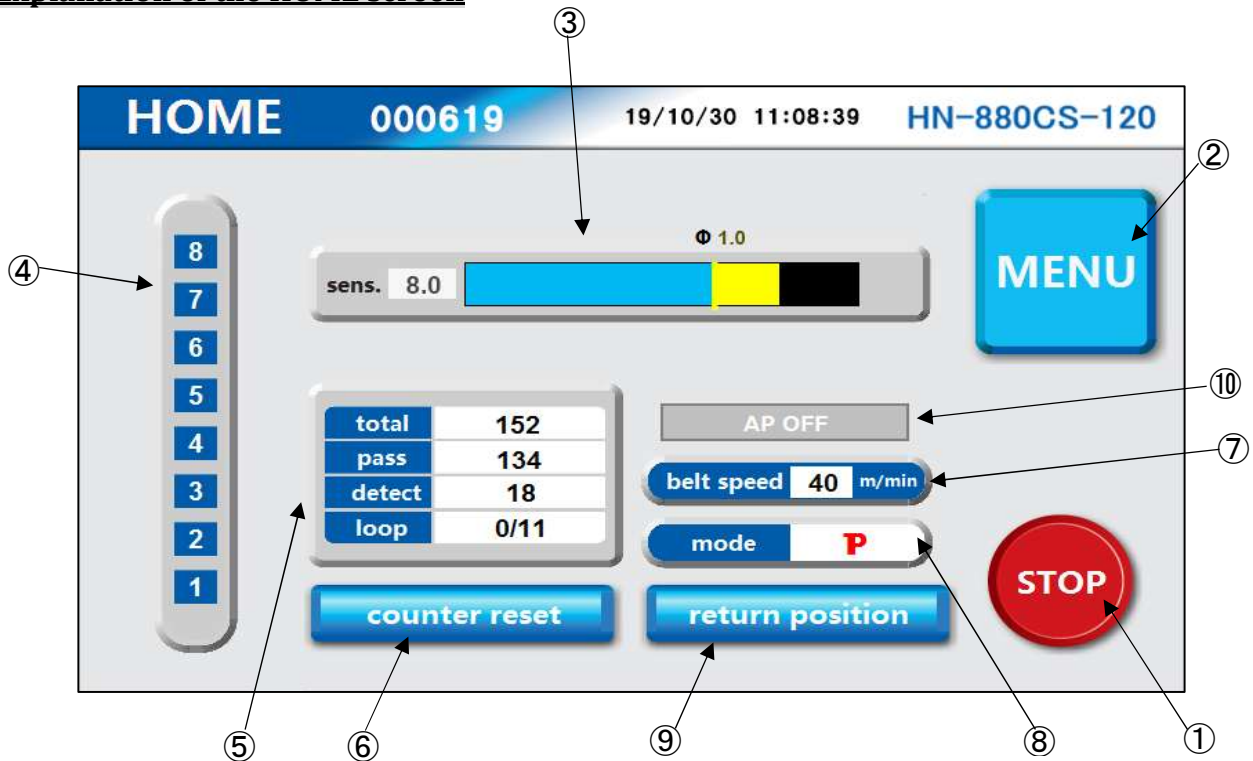 Explanation of the HOME screen
③
HOME 000619 19/10/30 11:08:39 HN-880CS-120
②
Φ 1.0
sens. 8.0
MENU
④
8
7
6
5
4
3
2
1
⑩
total 152
pass 134
detect 18
loop 0/11
AP OFF
⑦
belt speed 40 m/min
mode P
STOP
counter reset
return position
⑤ ⑥ ⑨ ⑧ ①